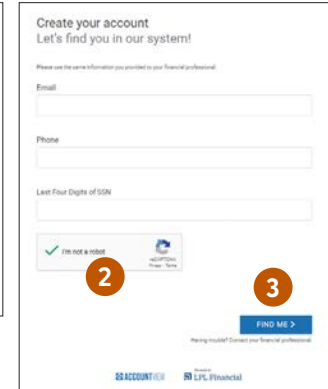 Create your account
Let's find you in our system!
Please use the same information you provided to your financial professional.
Email
Phone
Last Four Digits of SSN
I'm not a robot
reCAPTCHA
Privacy - Terms
2
3
FIND ME >
Having trouble? Contact your financial professional.
ACCOUNT VIEW
LPL Financial